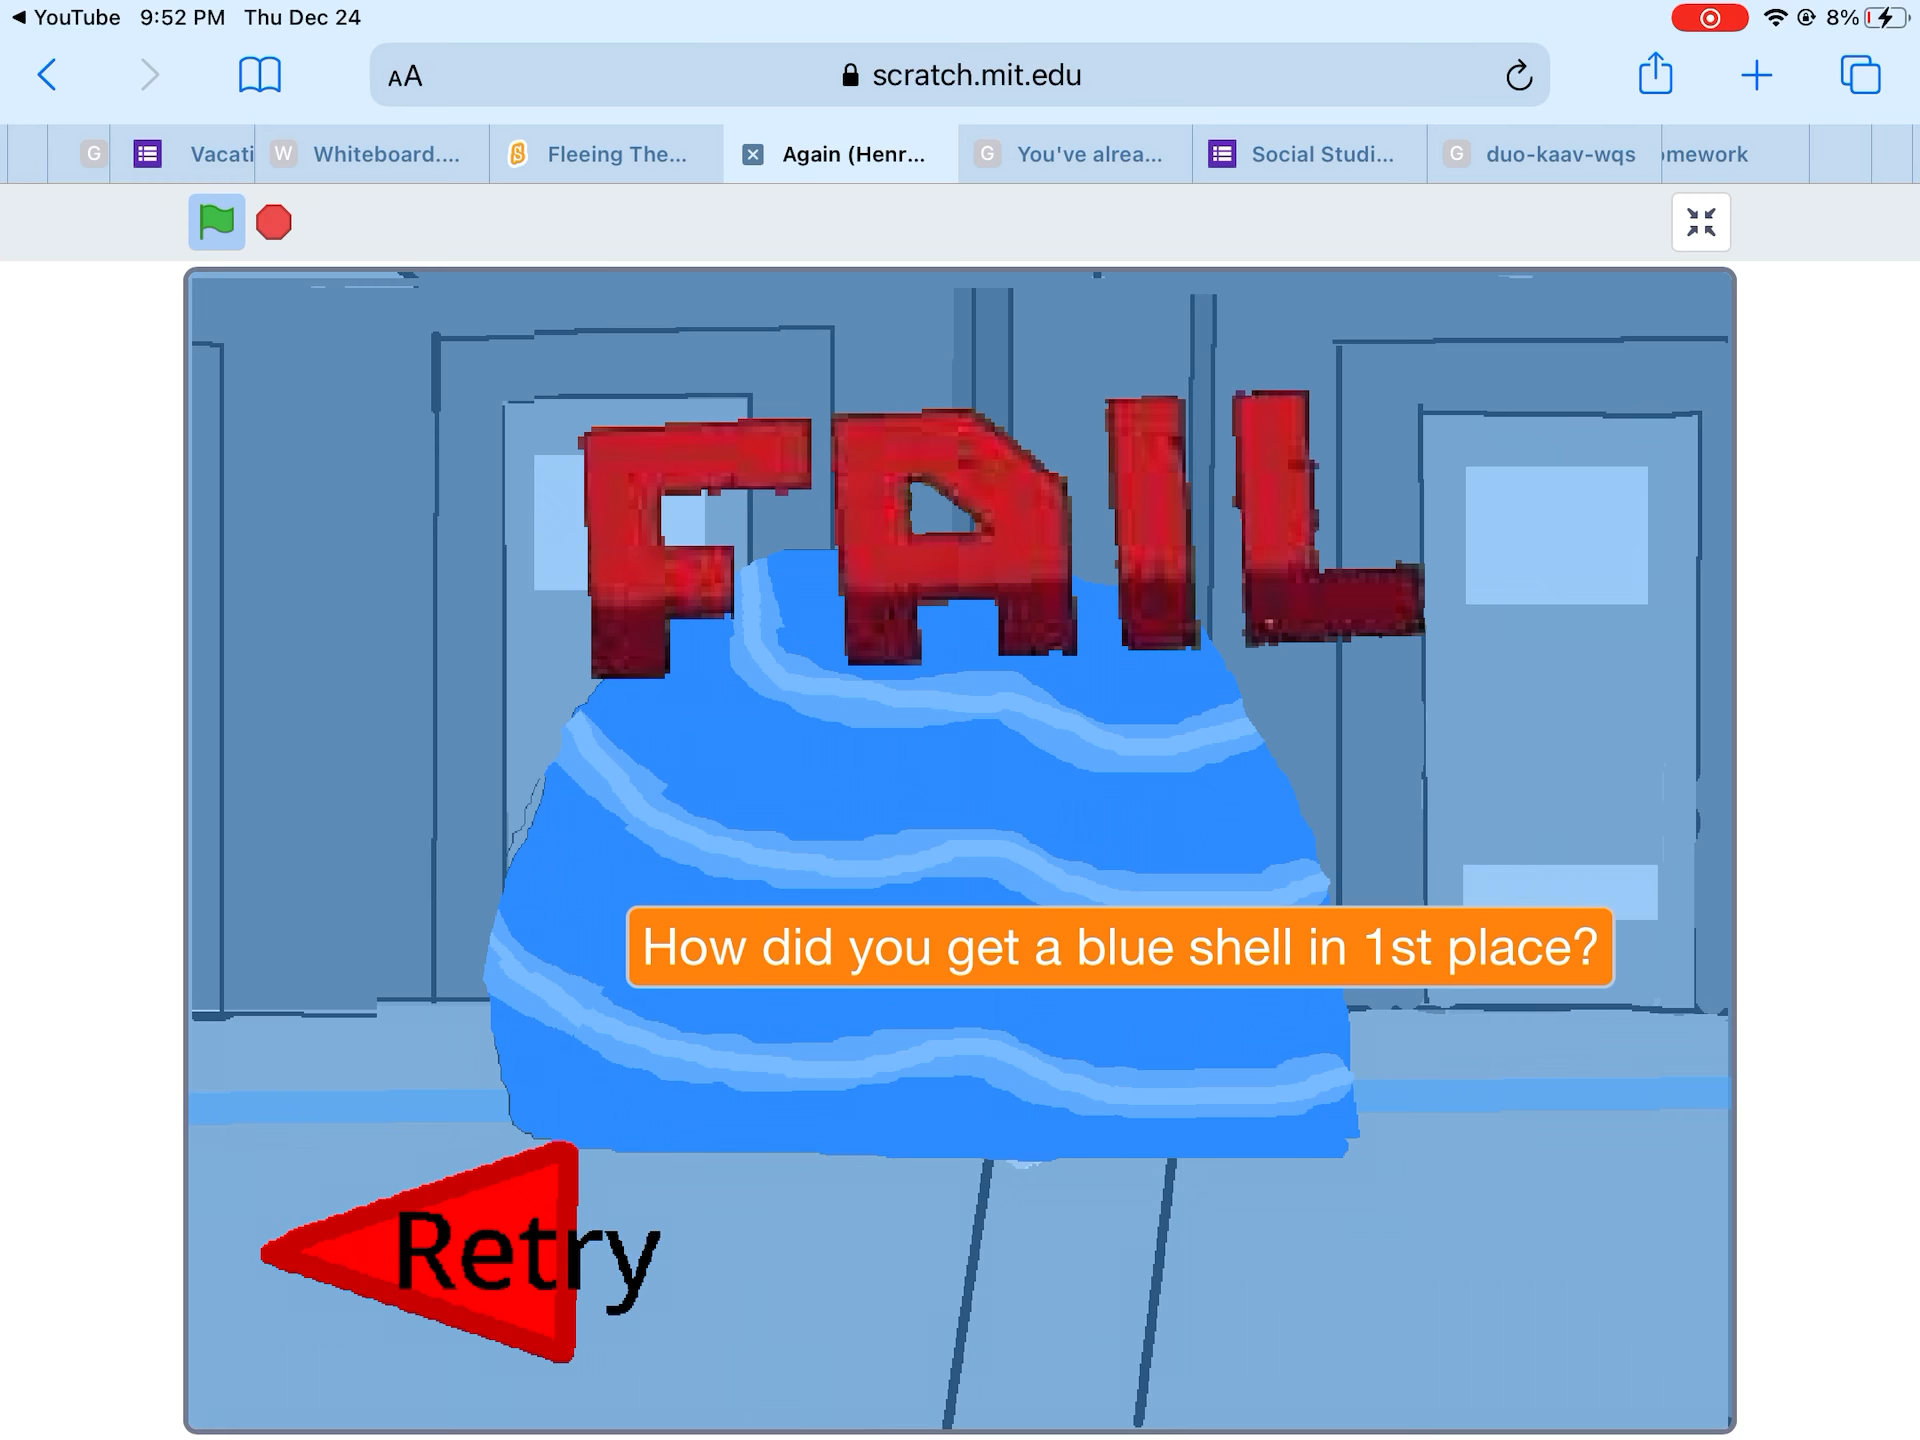 YouTube 9:52 PM Thu Dec 24 8%
AA scratch.mit.edu
G Vacati W Whiteboard.... Fleeing The... Again (Henr... G You've alrea... Social Studi... G duo-kaav-wqs omework
FAIL
How did you get a blue shell in 1st place?
Retry